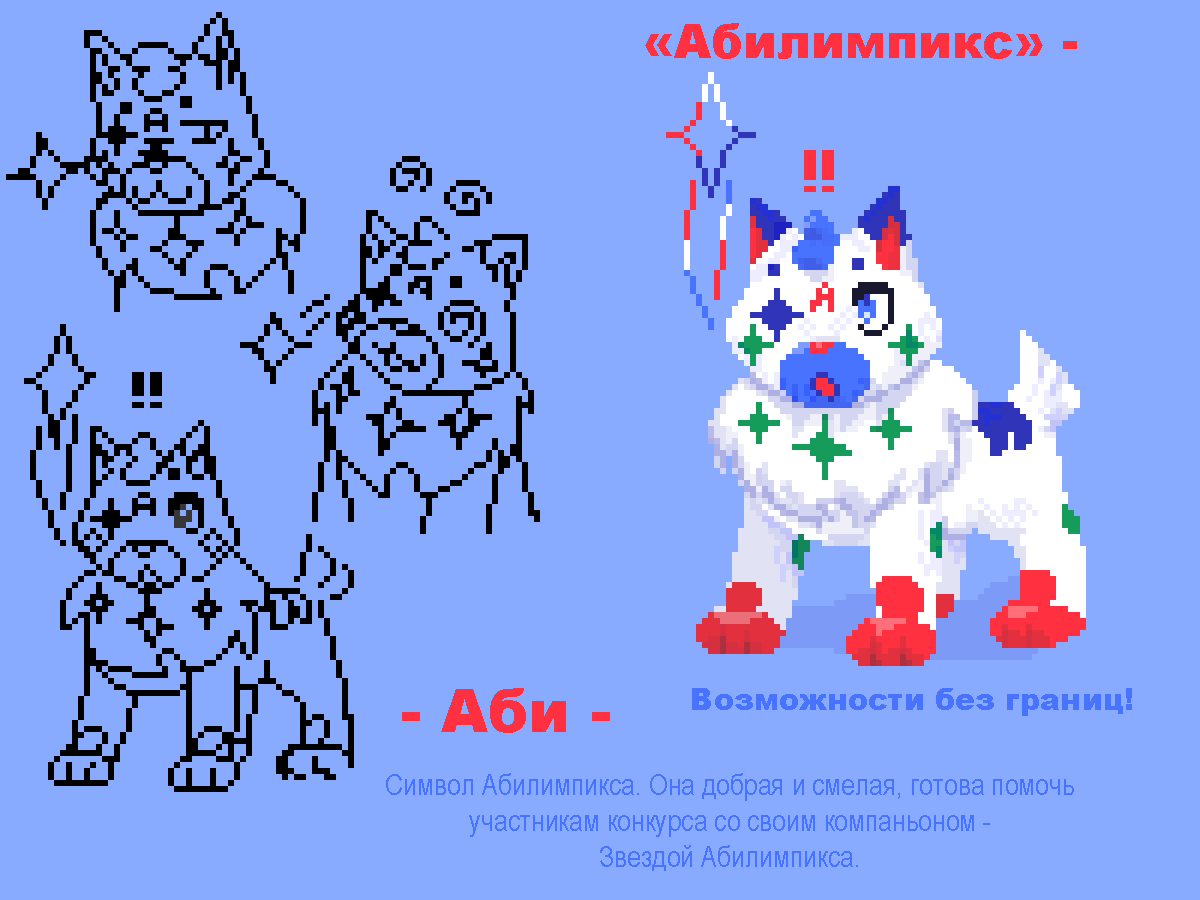 «Абилимпикс» -
!!
A
A
A
!!
A
- Аби -
Возможности без границ!
Символ Абилимпикса. Она добрая и смелая, готова помочь
участникам конкурса со своим компаньоном -
Звездой Абилимпикса.